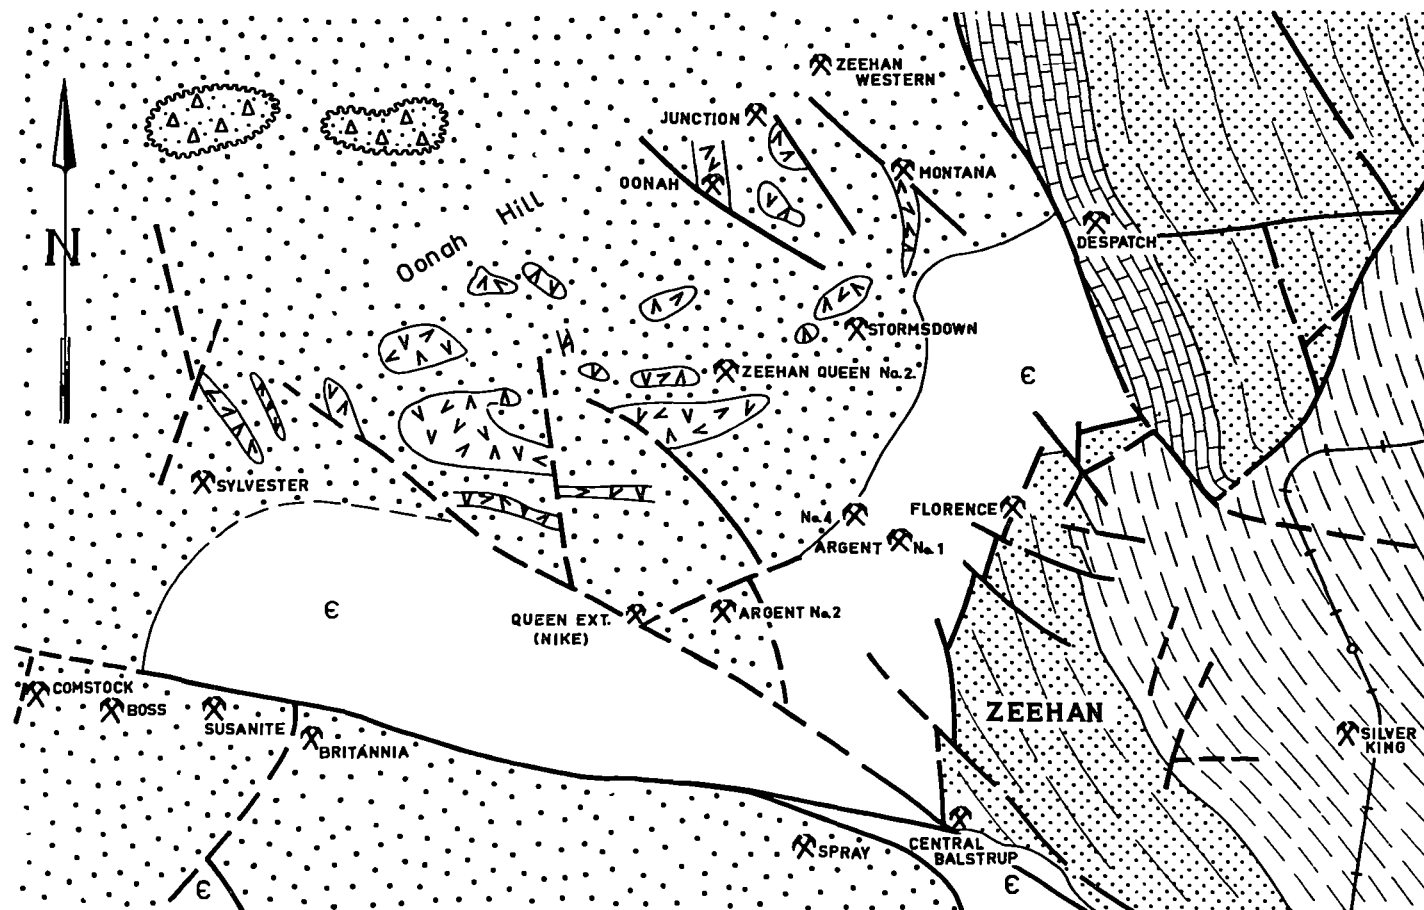 ZEEHAN
WESTERN
JUNCTION
OONAH
MONTANA
N
Oonah Hill
DESPATCH
STORMSDOWN
ZEEHAN QUEEN No.2.
Є
SYLVESTER
No.4
FLORENCE
ARGENT No.1
Є
QUEEN EXT.
(NIKE)
ARGENT No.2
COMSTOCK
BOSS
SUSANITE
BRITANNIA
ZEEHAN
SILVER
KING
SPRAY
CENTRAL
BALSTRUP
Є
Є